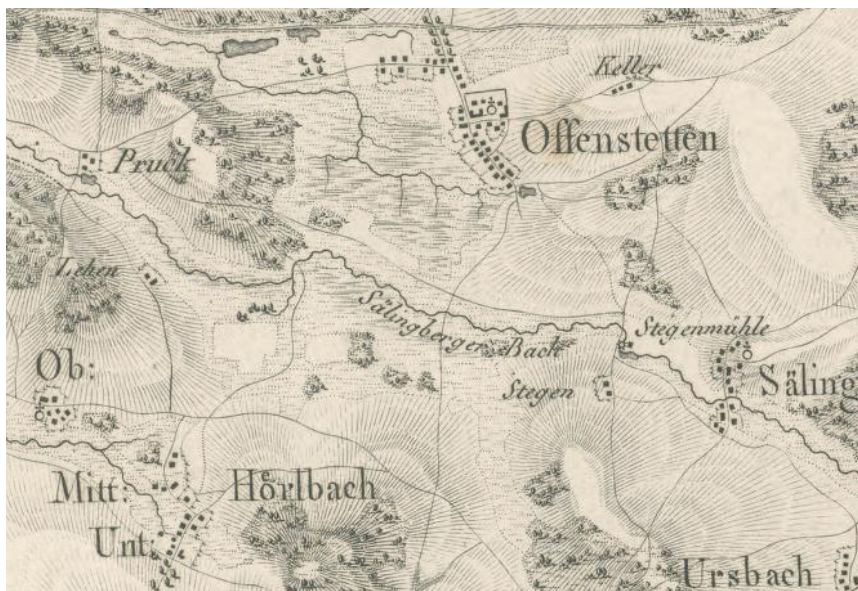 Keller
Offenstetten
Pruck
Lehen
Sälingberger Bach
Stegenmühle
Ob:
Stegen
Säling
Mitt: Hörlbach
Unt:
Ursbach